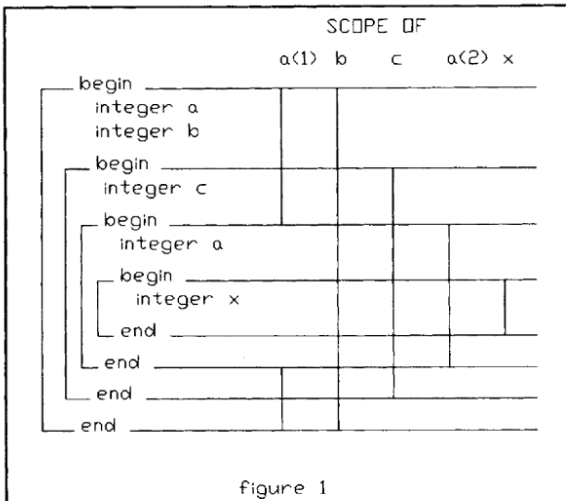 SCOPE OF
a(1) b c a(2) x
begin
integer a
integer b
begin
integer c
begin
integer a
begin
integer x
end
end
end
end
figure 1